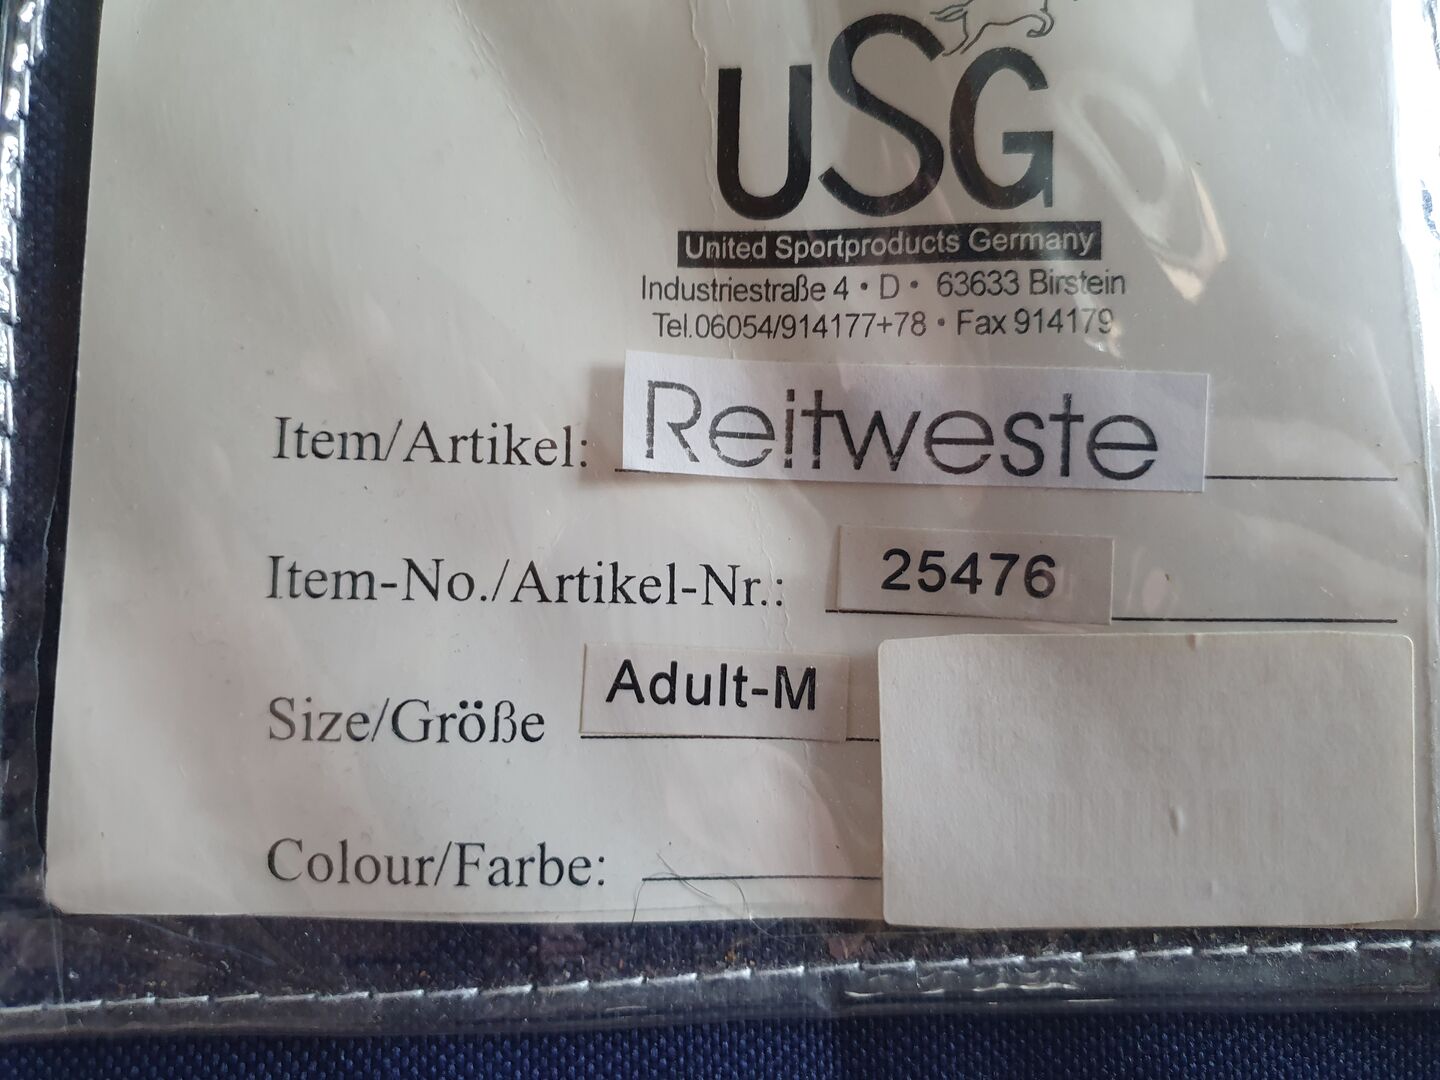 USG
United Sportproducts Germany
Industriestraße 4 • D • 63633 Birstein
Tel.06054/914177+78 • Fax 914179
Item/Artikel: Reitweste
Item-No./Artikel-Nr.: 25476
Size/Größe Adult-M
Colour/Farbe: